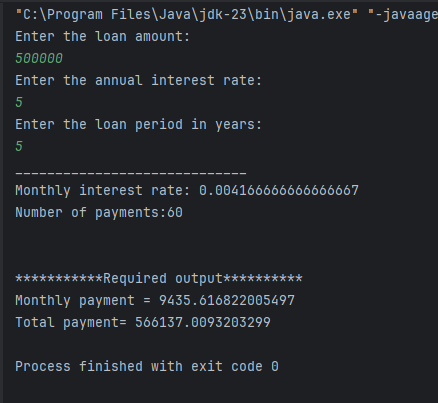 "C:\Program Files\Java\jdk-23\bin\java.exe" "-javaage
Enter the loan amount:
500000
Enter the annual interest rate:
5
Enter the loan period in years:
5
_____________________________
Monthly interest rate: 0.004166666666666667
Number of payments:60
***********Required output**********
Monthly payment = 9435.616822005497
Total payment= 566137.0093203299
Process finished with exit code 0